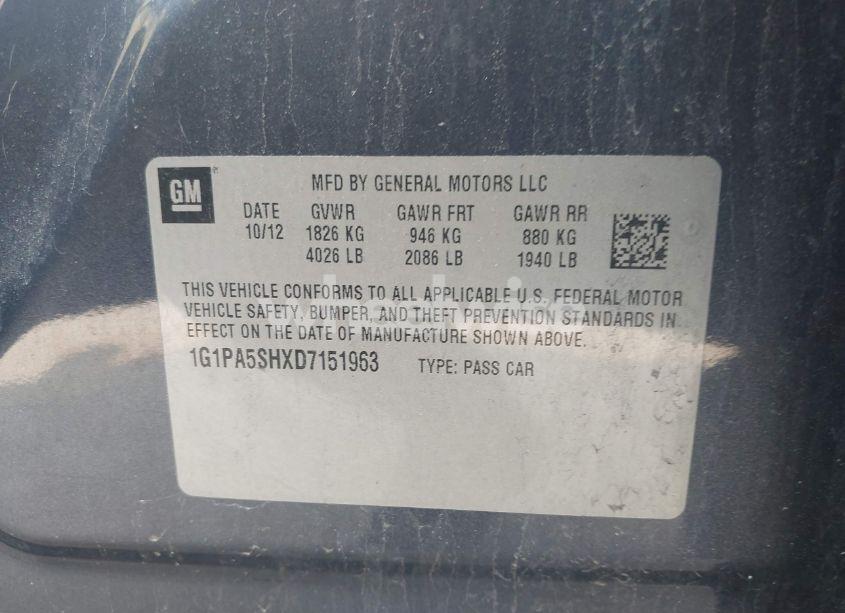 GM MFD BY GENERAL MOTORS LLC
DATE GVWR GAWR FRT GAWR RR
10/12 1826 KG 946 KG 880 KG
4026 LB 2086 LB 1940 LB
THIS VEHICLE CONFORMS TO ALL APPLICABLE U.S. FEDERAL MOTOR
VEHICLE SAFETY, BUMPER, AND THEFT PREVENTION STANDARDS IN
EFFECT ON THE DATE OF MANUFACTURE SHOWN ABOVE.
1G1PA5SHXD7151963 TYPE: PASS CAR